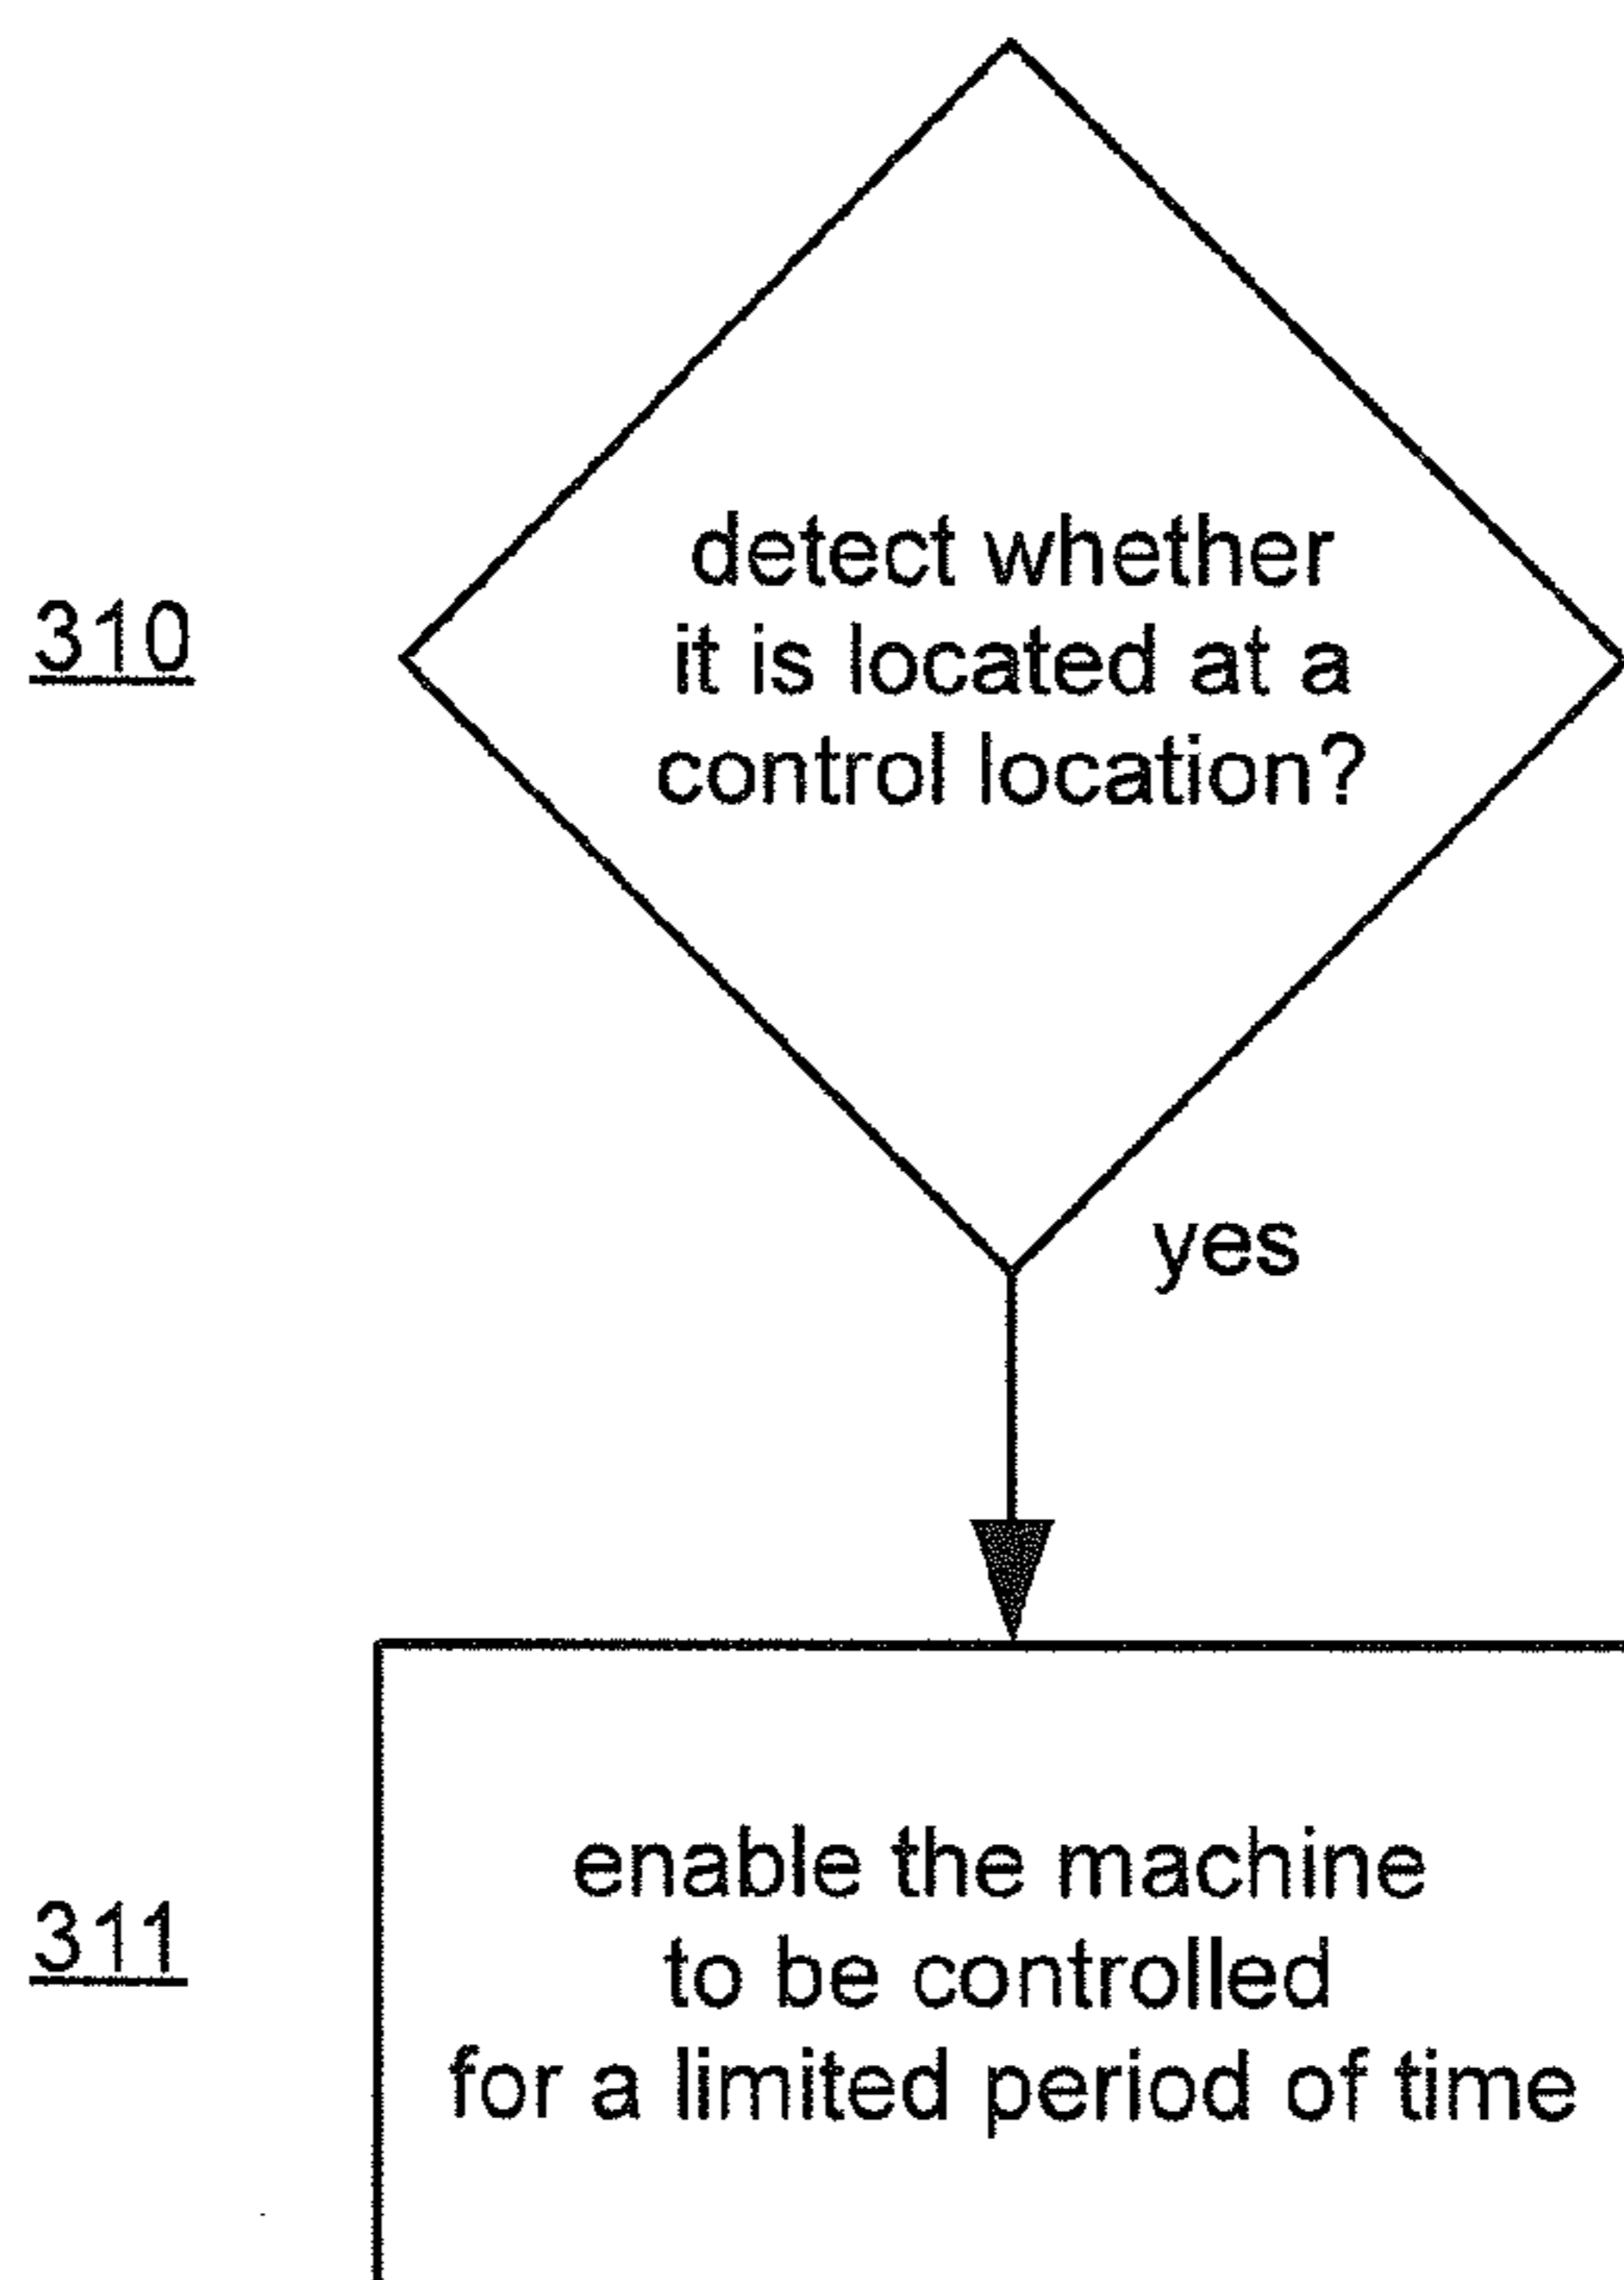 310
detect whether
it is located at a
control location?
yes
311
enable the machine
to be controlled
for a limited period of time